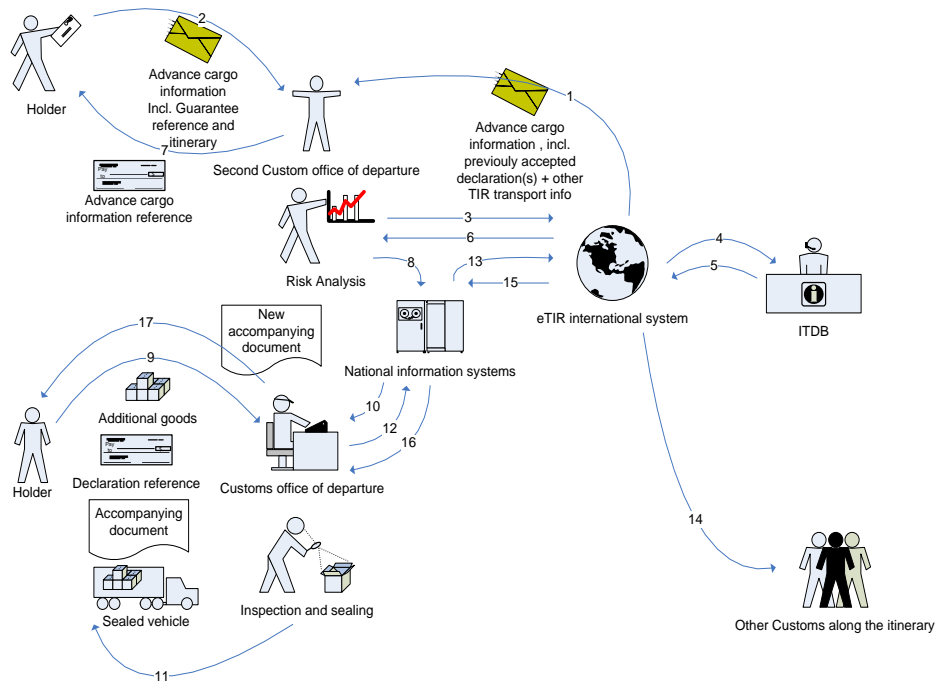 2
1
Holder
Advance cargo
information
Incl. Guarantee
reference and
itinerary
7
Pay
to
Advance cargo
information reference
Second Custom office of departure
Advance cargo
information , incl.
previouly accepted
declaration(s) + other
TIR transport info
3
6
Risk Analysis
8
13
15
eTIR international system
4
5
ITDB
National information systems
New
accompanying
document
17
9
Additional goods
10
12
16
Pay
to
Declaration reference
Holder
Customs office of departure
Accompanying
document
Sealed vehicle
Inspection and sealing
11
14
Other Customs along the itinerary